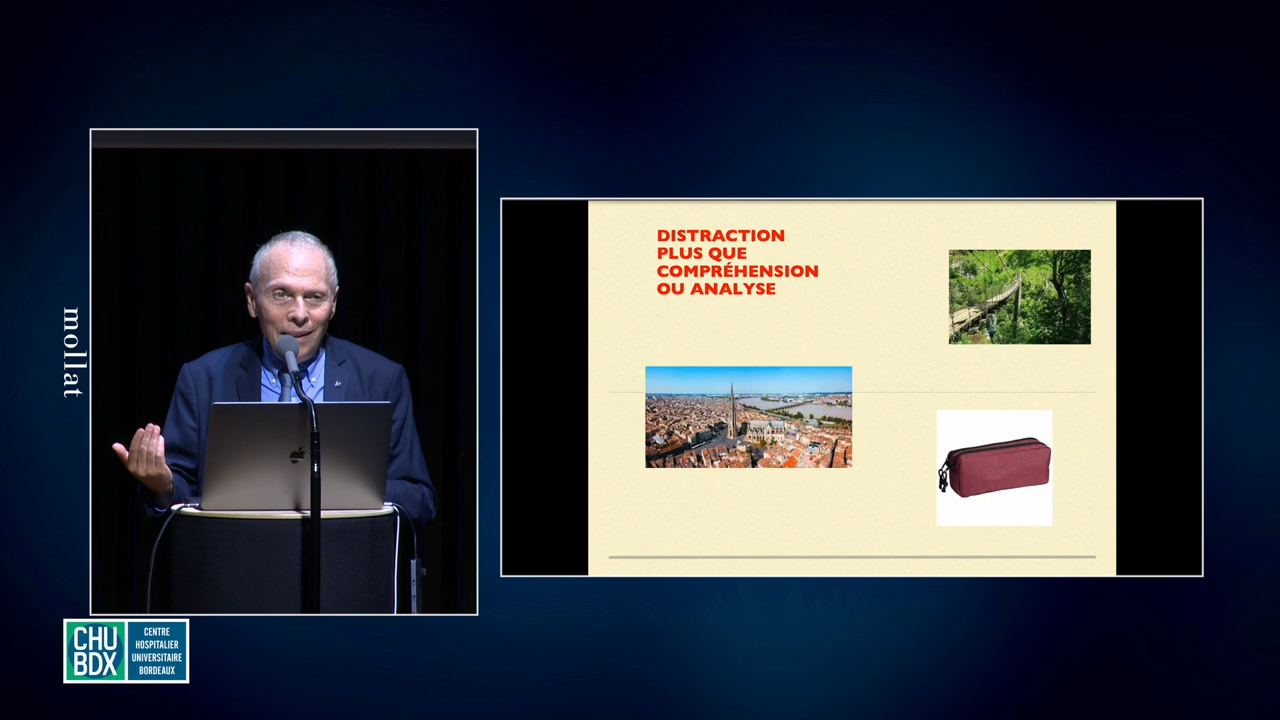 DISTRACTION
PLUS QUE
COMPRÉHENSION
OU ANALYSE
mollat
CHU
BDX
CENTRE
HOSPITALIER
UNIVERSITAIRE
BORDEAUX